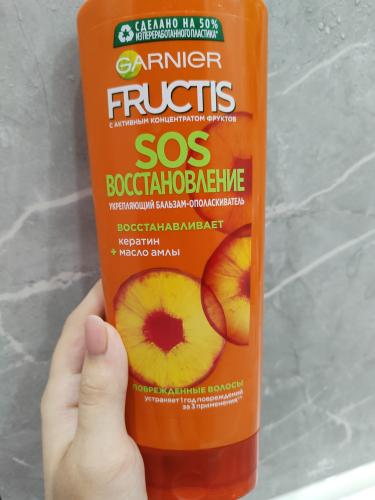 СДЕЛАНО НА 50%
ИЗ ПЕРЕРАБОТАННОГО ПЛАСТИКА*
GARNIER
FRUCTIS
С АКТИВНЫМ КОНЦЕНТРАТОМ ФРУКТОВ
SOS
ВОССТАНОВЛЕНИЕ
УКРЕПЛЯЮЩИЙ БАЛЬЗАМ-ОПОЛАСКИВАТЕЛЬ
ВОССТАНАВЛИВАЕТ
кератин
+ масло амлы
ПОВРЕЖДЕННЫЕ ВОЛОСЫ
устраняет 1 год повреждений
за 3 применения**